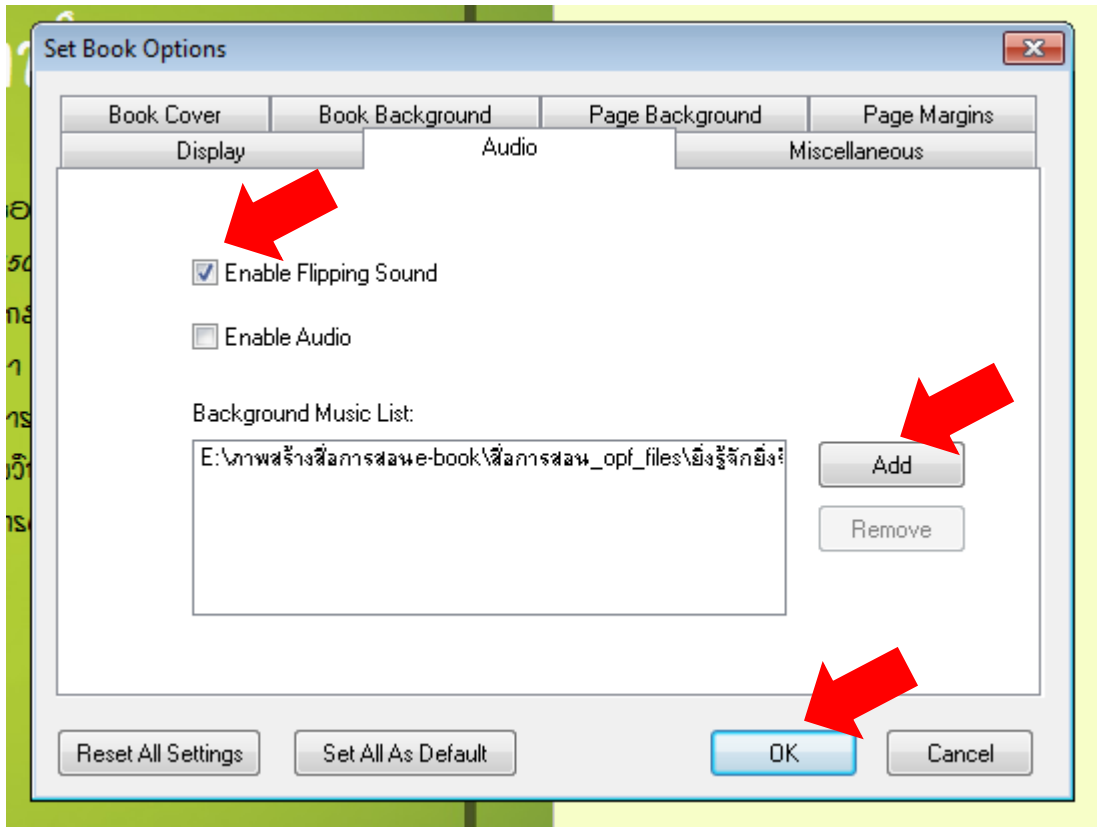 Set Book Options
Book Cover
Book Background
Page Background
Page Margins
Display
Audio
Miscellaneous
Enable Flipping Sound
Enable Audio
Background Music List:
E:\ภาพสร้างสื่อการสอนe-book\สื่อการสอน_opf_files\ยิ่งรู้จักยิ่ง
Add
Remove
Reset All Settings
Set All As Default
OK
Cancel